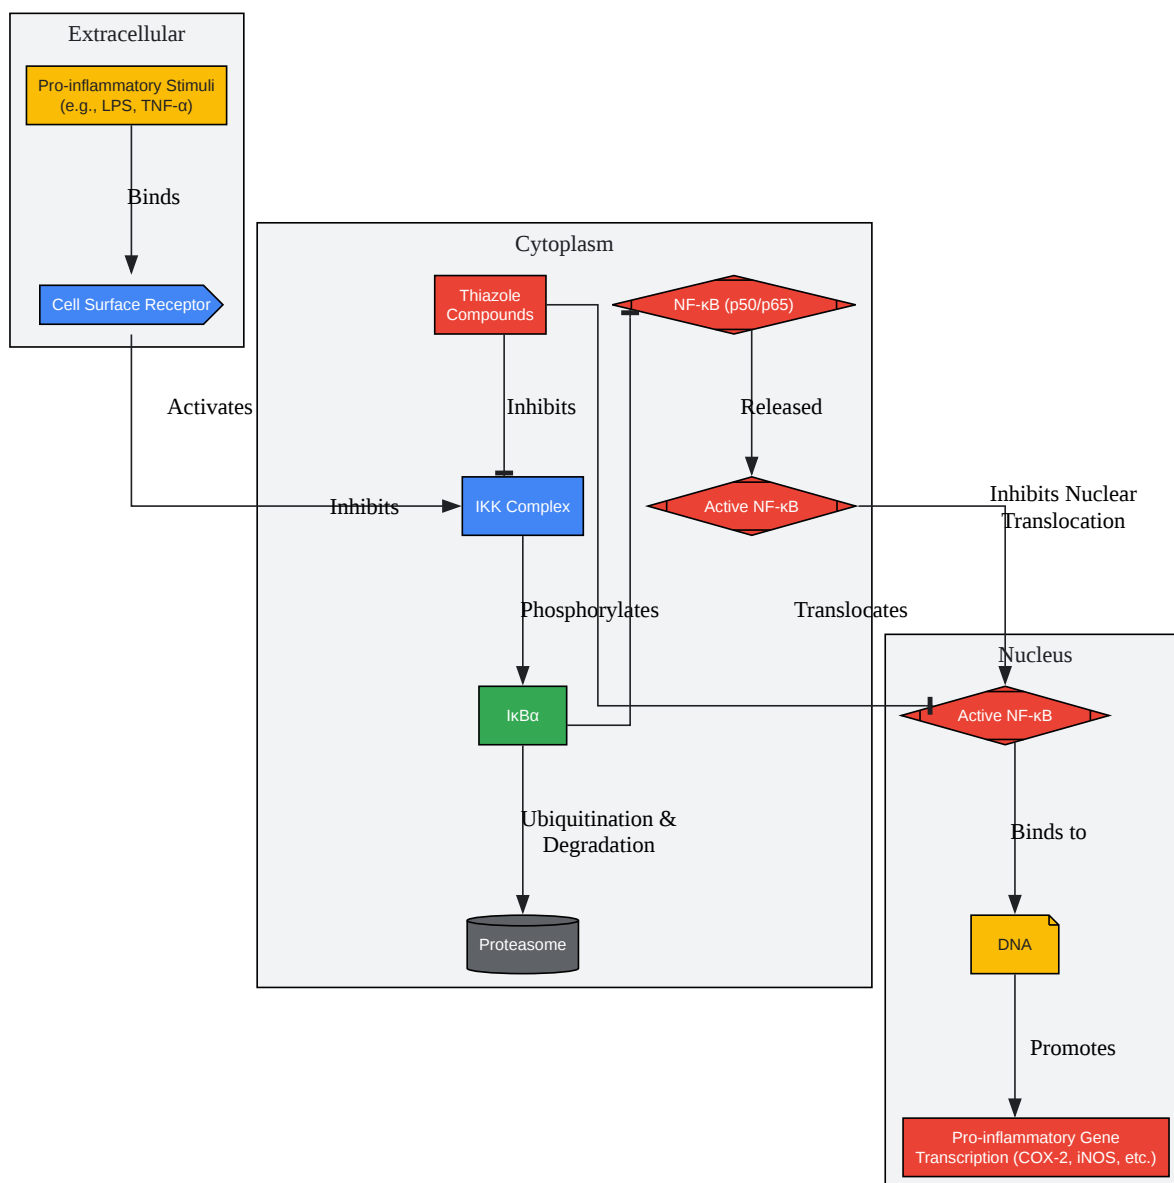 Extracellular
Pro-inflammatory Stimuli
(e.g., LPS, TNF-α)
Binds
Cell Surface Receptor
Activates
Cytoplasm
Thiazole
Compounds
NF-κB (p50/p65)
Inhibits
Released
Inhibits
IKK Complex
Active NF-κB
Inhibits Nuclear
Translocation
Phosphorylates
Translocates
Nucleus
IκBα
Active NF-κB
Ubiquitination &
Degradation
Binds to
Proteasome
DNA
Promotes
Pro-inflammatory Gene
Transcription (COX-2, iNOS, etc.)